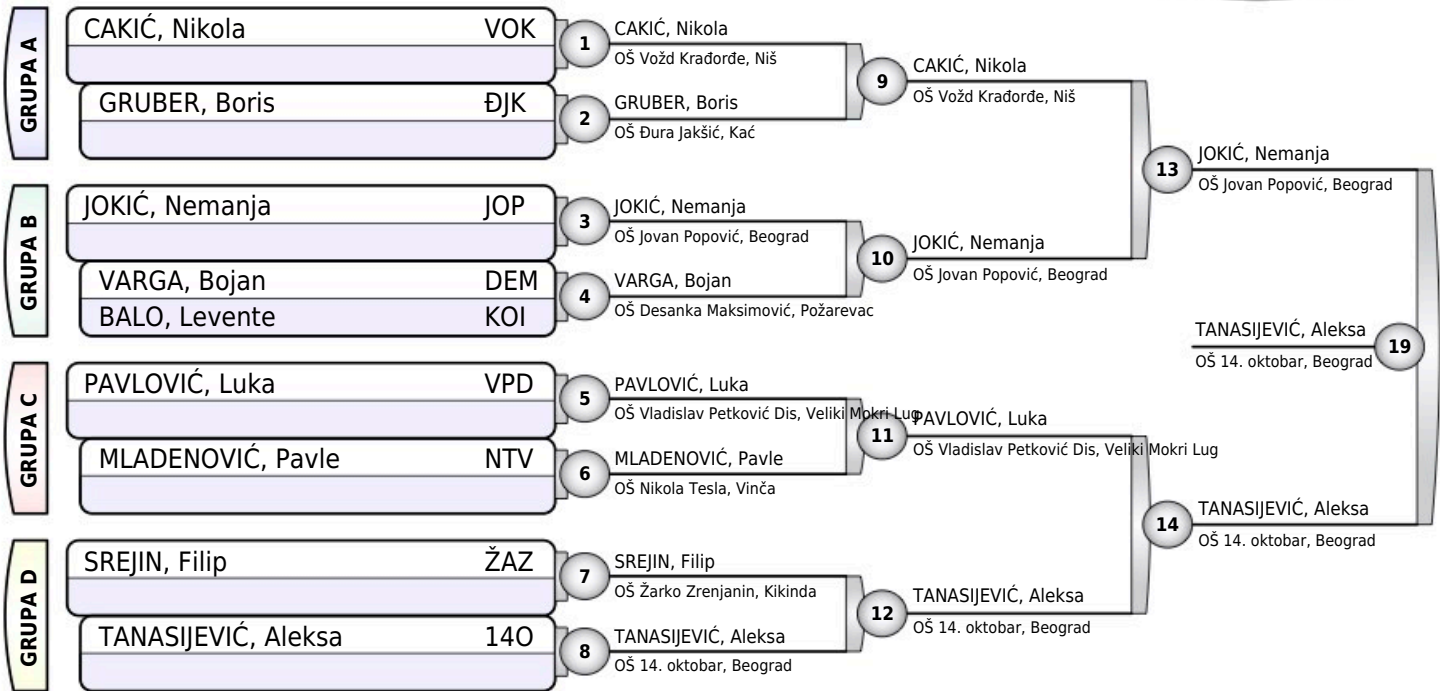 GRUPA A
CAKIĆ, Nikola VOK
GRUBER, Boris ĐJK
1
CAKIĆ, Nikola
OŠ Vožd Krađorđe, Niš
2
GRUBER, Boris
OŠ Đura Jakšić, Kać
9
CAKIĆ, Nikola
OŠ Vožd Krađorđe, Niš
GRUPA B
JOKIĆ, Nemanja JOP
VARGA, Bojan DEM
BALO, Levente KOI
3
JOKIĆ, Nemanja
OŠ Jovan Popović, Beograd
4
VARGA, Bojan
OŠ Desanka Maksimović, Požarevac
10
JOKIĆ, Nemanja
OŠ Jovan Popović, Beograd
13
JOKIĆ, Nemanja
OŠ Jovan Popović, Beograd
GRUPA C
PAVLOVIĆ, Luka VPD
MLADENOVIĆ, Pavle NTV
5
PAVLOVIĆ, Luka
OŠ Vladislav Petković Dis, Veliki Mokri Lug
6
MLADENOVIĆ, Pavle
OŠ Nikola Tesla, Vinča
11
PAVLOVIĆ, Luka
OŠ Vladislav Petković Dis, Veliki Mokri Lug
GRUPA D
SREJIN, Filip ŽAZ
TANASIJEVIĆ, Aleksa 14O
7
SREJIN, Filip
OŠ Žarko Zrenjanin, Kikinda
8
TANASIJEVIĆ, Aleksa
OŠ 14. oktobar, Beograd
12
TANASIJEVIĆ, Aleksa
OŠ 14. oktobar, Beograd
14
TANASIJEVIĆ, Aleksa
OŠ 14. oktobar, Beograd
TANASIJEVIĆ, Aleksa
OŠ 14. oktobar, Beograd
19